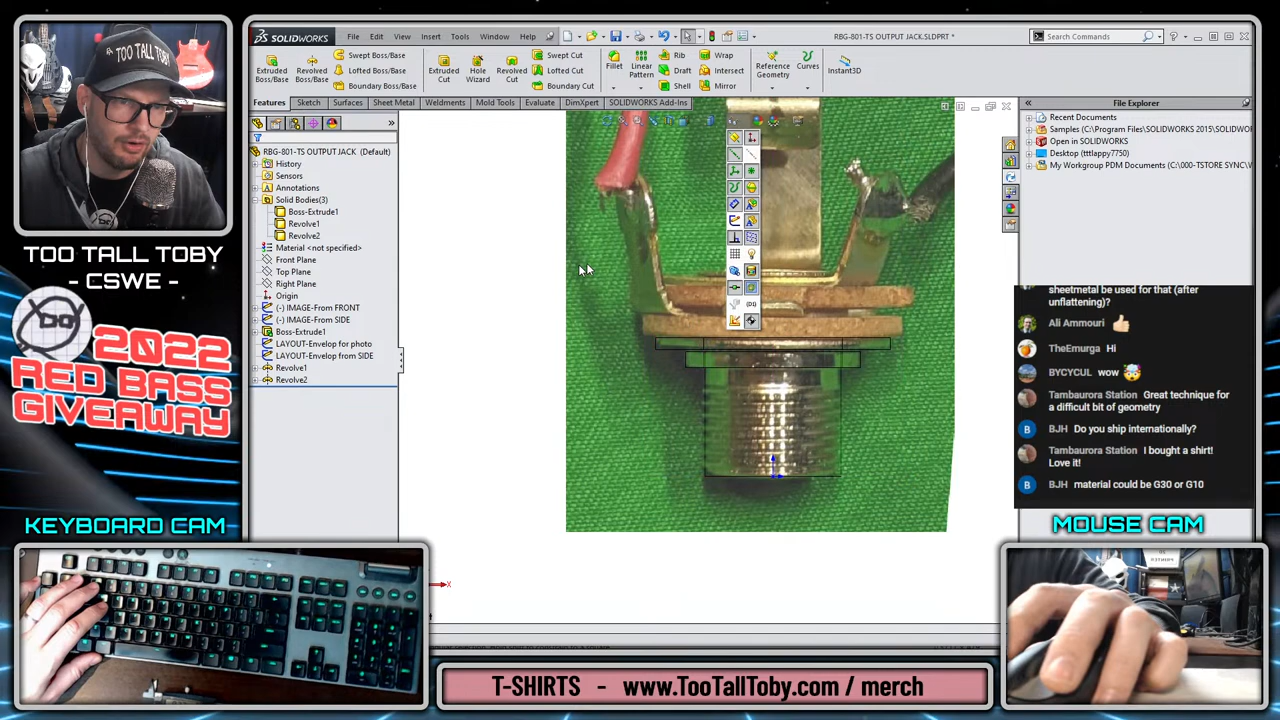 TOO TALL TOBY
TOO TALL TOBY
- CSWE -
2022
RED BASS
GIVEAWAY
KEYBOARD CAM
SOLIDWORKS
File Edit View Insert Tools Window Help
RBG-801-TS OUTPUT JACK.SLDPRT *
Search Commands
Extruded Boss/Base
Revolved Boss/Base
Swept Boss/Base
Lofted Boss/Base
Boundary Boss/Base
Extruded Cut
Hole Wizard
Revolved Cut
Swept Cut
Lofted Cut
Boundary Cut
Fillet
Linear Pattern
Rib
Draft
Shell
Wrap
Intersect
Mirror
Reference Geometry
Curves
Instant3D
Features Sketch Surfaces Sheet Metal Weldments Mold Tools Evaluate DimXpert SOLIDWORKS Add-Ins
RBG-801-TS OUTPUT JACK (Default)
History
Sensors
Annotations
Solid Bodies(3)
Boss-Extrude1
Revolve1
Revolve2
Material <not specified>
Front Plane
Top Plane
Right Plane
Origin
(-) IMAGE-From FRONT
(-) IMAGE-From SIDE
Boss-Extrude1
LAYOUT-Envelop for photo
LAYOUT-Envelop from SIDE
Revolve1
Revolve2
X
File Explorer
Recent Documents
Samples (C:\Program Files\SOLIDWORKS 2015\SOLIDWO
Open in SOLIDWORKS
Desktop (tttlappy7750)
My Workgroup PDM Documents (C:\000-TSTORE SYNC\W
sheetmetal be used for that (after
unflattening)?
Ali Ammouri 👍
TheEmurga Hi
BYCYCUL wow 🤯
Tambaurora Station Great technique for
a difficult bit of geometry
B BJH Do you ship internationally?
Tambaurora Station I bought a shirt!
Love it!
B BJH material could be G30 or G10
MOUSE CAM
T-SHIRTS - www.TooTallToby.com / merch